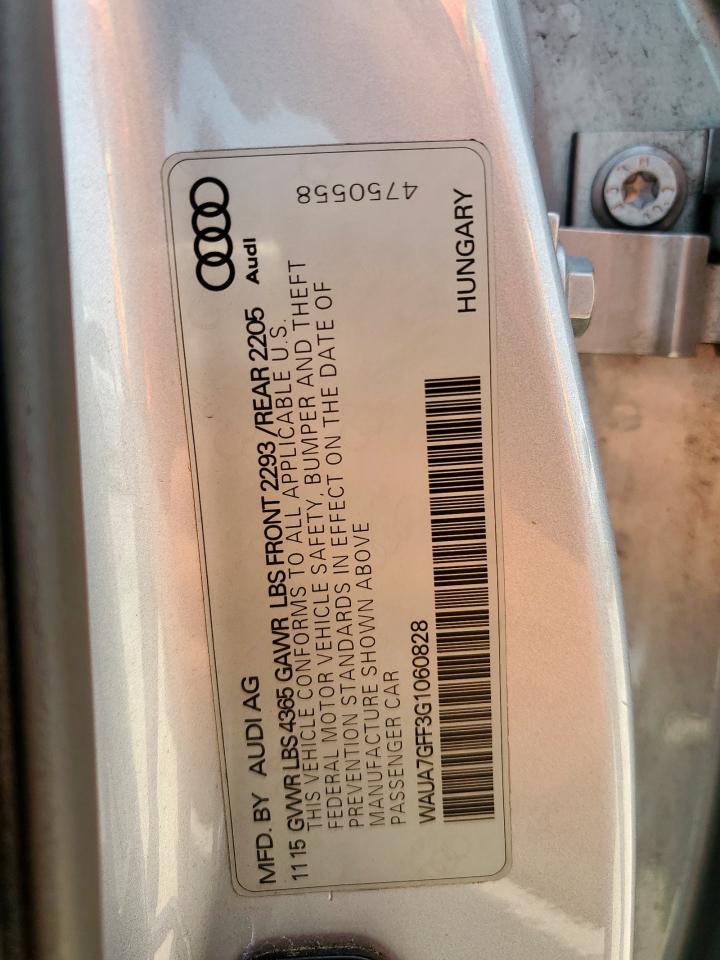 MFD. BY AUDI AG
Audi
11 15 GVWR LBS 4365 GAWR LBS FRONT 2293 /REAR 2205
THIS VEHICLE CONFORMS TO ALL APPLICABLE U.S.
FEDERAL MOTOR VEHICLE SAFETY, BUMPER AND THEFT
PREVENTION STANDARDS IN EFFECT ON THE DATE OF
MANUFACTURE SHOWN ABOVE
PASSENGER CAR
4750558
WAUA7GFF3G1060828
HUNGARY